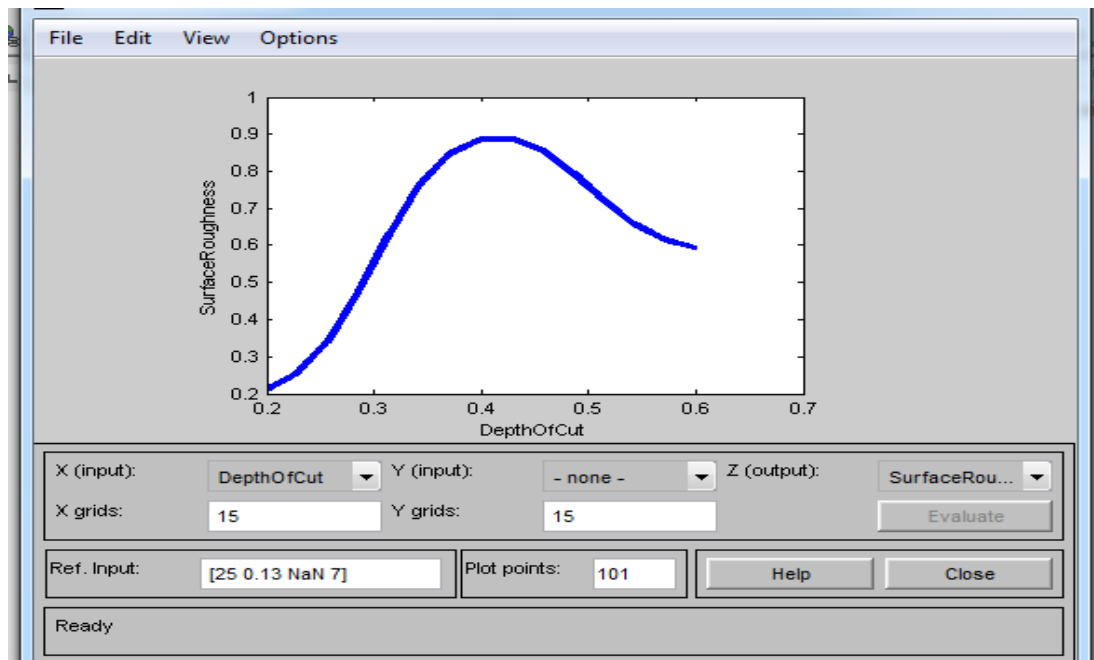 File Edit View Options
1
0.9
0.8
0.7
0.6
0.5
0.4
0.3
0.2
SurfaceRoughness
0.2 0.3 0.4 0.5 0.6 0.7
DepthOfCut
X (input): DepthOfCut Y (input): - none - Z (output): SurfaceRou...
X grids: 15 Y grids: 15 Evaluate
Ref. Input: [25 0.13 NaN 7] Plot points: 101 Help Close
Ready